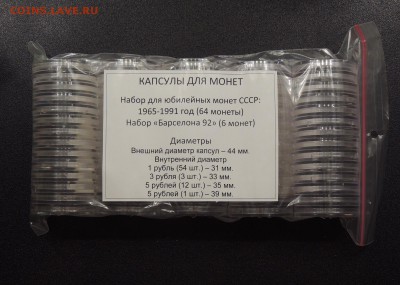 COINS.LAVE.RU
КАПСУЛЫ ДЛЯ МОНЕТ
Набор для юбилейных монет СССР:
1965-1991 год (64 монеты)
Набор «Барселона 92» (6 монет)
Диаметры
Внешний диаметр капсул – 44 мм.
Внутренний диаметр
1 рубль (54 шт.) – 31 мм.
3 рубля (3 шт.) – 33 мм.
5 рублей (12 шт.) – 35 мм.
5 рублей (1 шт.) – 39 мм.